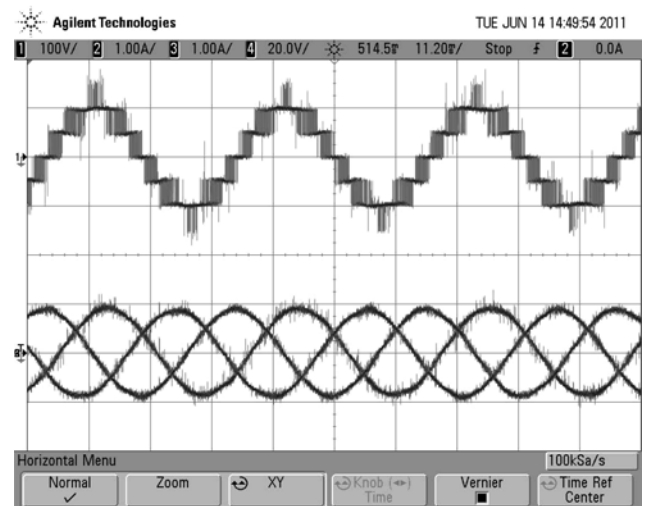 Agilent Technologies TUE JUN 14 14:49:54 2011
1 100V/ 2 1.00A/ 3 1.00A/ 4 20.0V/ 514.5▼ 11.20▼/ Stop 2 0.0A
Horizontal Menu 100kSa/s
Normal Zoom XY Knob Time Vernier Time Ref Center